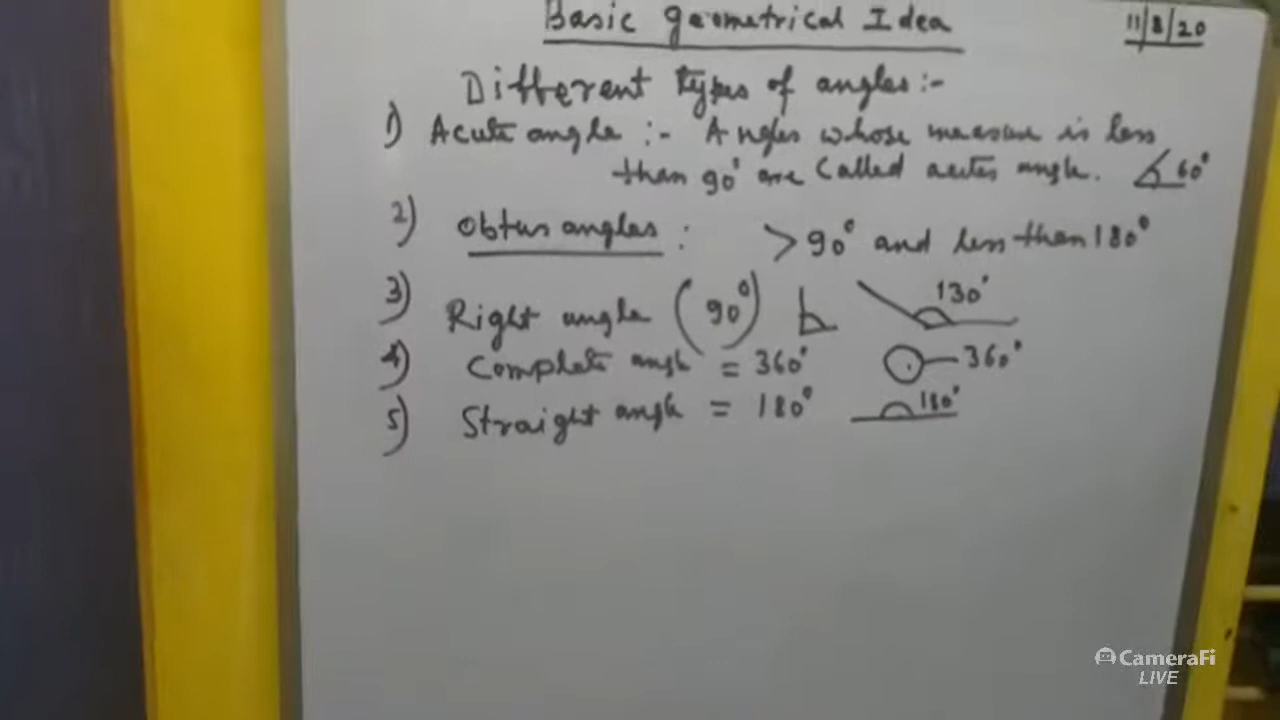 Basic geometrical Idea
11/8/20
Different types of angles:-
1) Acute angle :- Angles whose measure is less
than 90° are called acutes angle. 60°
2) Obtus angles : >90° and less than 180°
3) Right angle (90°) 130°
4) Complete angle = 360° 360°
5) Straight angle = 180° 180°
CameraFi
LIVE